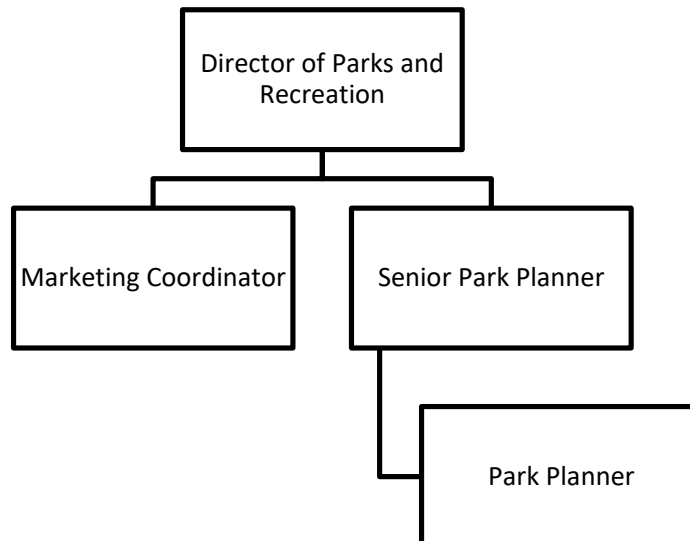 Director of Parks and
Recreation
Marketing Coordinator
Senior Park Planner
Park Planner